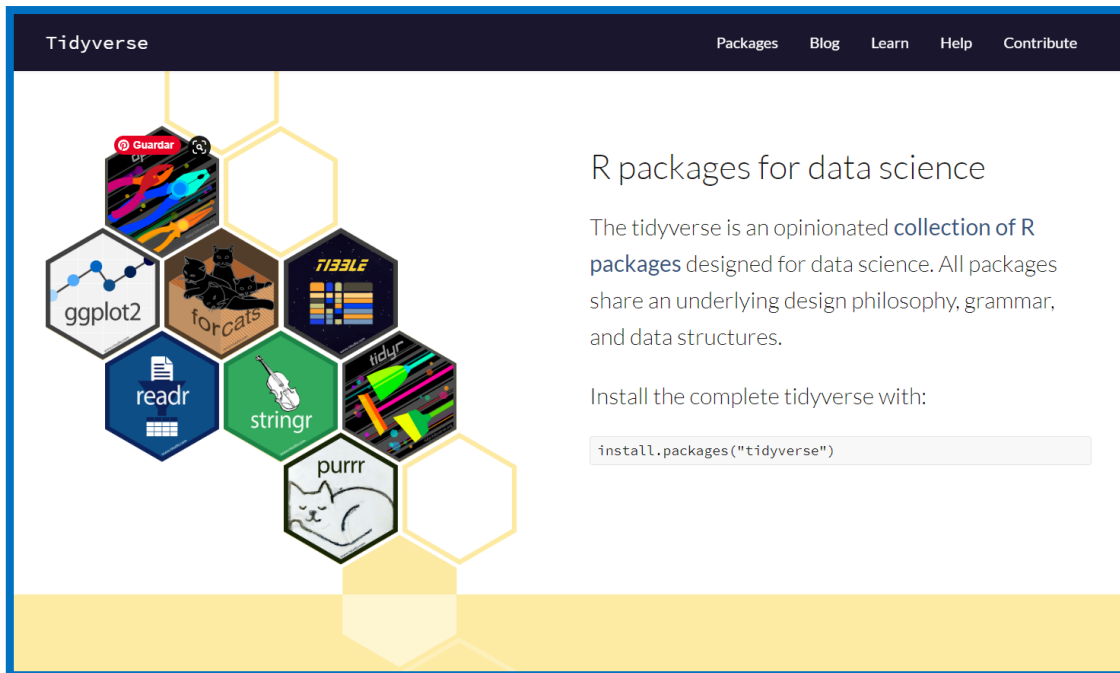 Tidyverse
Packages Blog Learn Help Contribute
Guardar
ggplot2
forcats
TIBBLE
readr
stringr
tidyr
purrr
R packages for data science
The tidyverse is an opinionated collection of R
packages designed for data science. All packages
share an underlying design philosophy, grammar,
and data structures.
Install the complete tidyverse with:
install.packages("tidyverse")